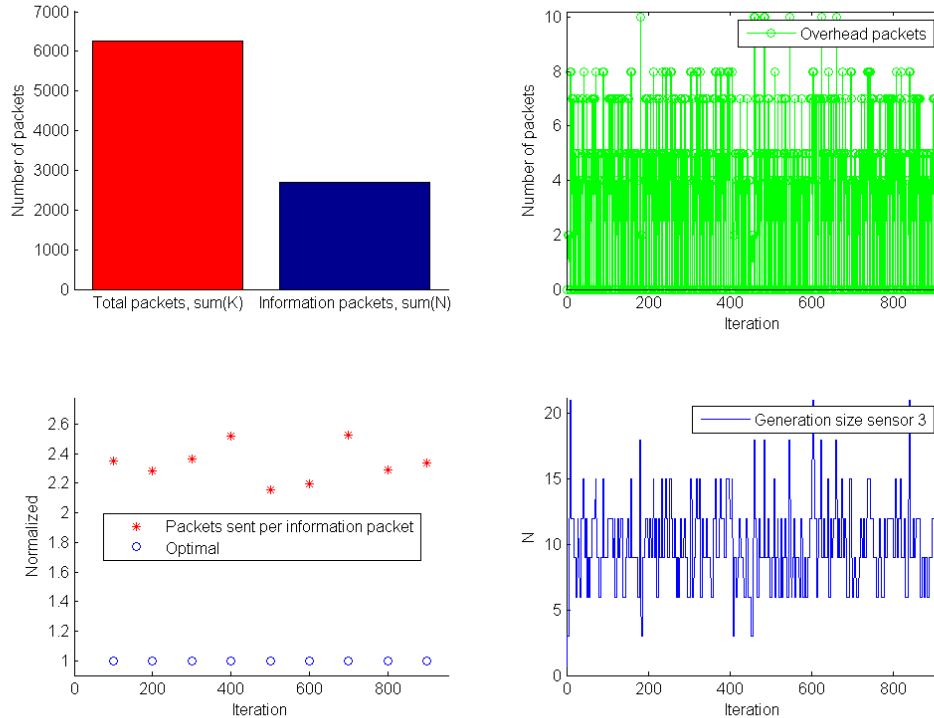 7000
6000
5000
4000
3000
2000
1000
0
Number of packets
Total packets, sum(K)
Information packets, sum(N)
10
8
6
4
2
0
Number of packets
Overhead packets
0 200 400 600 800
Iteration
2.6
2.4
2.2
2
1.8
1.6
1.4
1.2
1
Normalized
Packets sent per information packet
Optimal
0 200 400 600 800
Iteration
20
15
10
5
0
N
Generation size sensor 3
0 200 400 600 800
Iteration